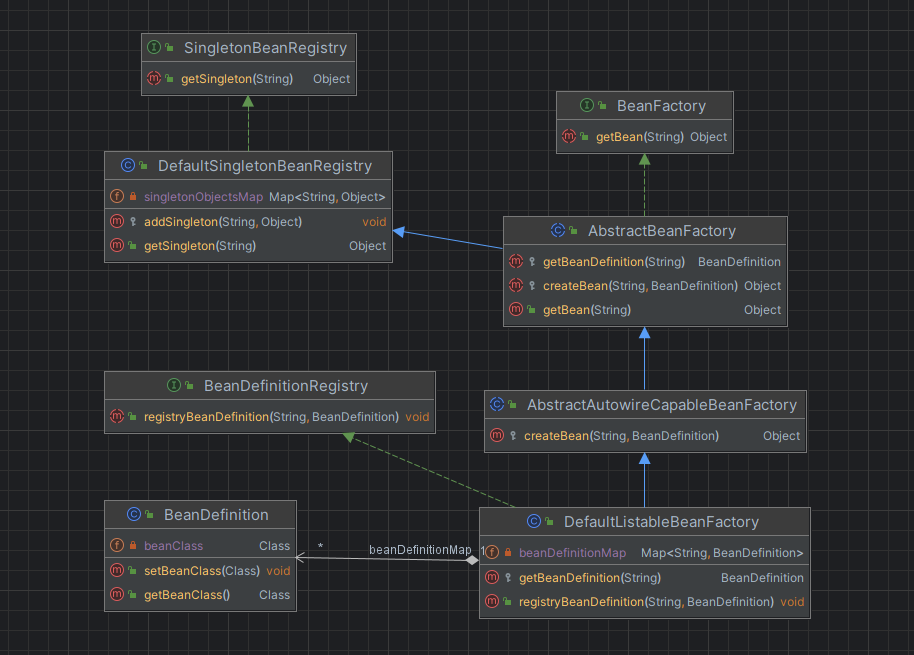 SingletonBeanRegistry
getSingleton(String) Object
BeanFactory
getBean(String) Object
DefaultSingletonBeanRegistry
singletonObjectsMap Map<String, Object>
addSingleton(String, Object) void
getSingleton(String) Object
AbstractBeanFactory
getBeanDefinition(String) BeanDefinition
createBean(String, BeanDefinition) Object
getBean(String) Object
BeanDefinitionRegistry
registryBeanDefinition(String, BeanDefinition) void
AbstractAutowireCapableBeanFactory
createBean(String, BeanDefinition) Object
BeanDefinition
beanClass Class
setBeanClass(Class) void
getBeanClass() Class
* beanDefinitionMap 1
DefaultListableBeanFactory
beanDefinitionMap Map<String, BeanDefinition>
getBeanDefinition(String) BeanDefinition
registryBeanDefinition(String, BeanDefinition) void